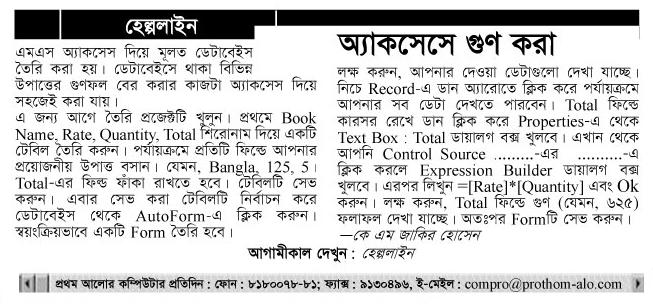 হেল্পলাইন
এমএস অ্যাকসেস দিয়ে মূলত ডেটাবেইস
তৈরি করা হয়। ডেটাবেইসে থাকা বিভিন্ন
উপাত্তের গুণফল বের করার কাজটা অ্যাকসেস দিয়ে
সহজেই করা যায়।
এ জন্য আগে তৈরি প্রজেক্টটি খুলুন। প্রথমে Book
Name, Rate, Quantity, Total শিরোনাম দিয়ে একটি
টেবিল তৈরি করুন। পর্যায়ক্রমে প্রতিটি ফিল্ডে আপনার
প্রয়োজনীয় উপাত্ত বসান। যেমন, Bangla, 125, 5।
Total-এর ফিল্ড ফাঁকা রাখতে হবে। টেবিলটি সেভ
করুন। এবার সেভ করা টেবিলটি নির্বাচন করে
ডেটাবেইস থেকে AutoForm-এ ক্লিক করুন।
স্বয়ংক্রিয়ভাবে একটি Form তৈরি হবে।
অ্যাকসেসে গুণ করা
লক্ষ করুন, আপনার দেওয়া ডেটাগুলো দেখা যাচ্ছে।
নিচে Record-এ ডান অ্যারোতে ক্লিক করে পর্যায়ক্রমে
আপনার সব ডেটা দেখতে পারবেন। Total ফিল্ডে
কারসর রেখে ডান ক্লিক করে Properties-এ থেকে
Text Box : Total ডায়ালগ বক্স খুলবে। এখান থেকে
আপনি Control Source .........-এর ..........-এ
ক্লিক করলে Expression Builder ডায়ালগ বক্স
খুলবে। এরপর লিখুন =[Rate]*[Quantity] এবং Ok
করুন। লক্ষ করুন, Total ফিল্ডে গুণ (যেমন, ৬২৫)
ফলাফল দেখা যাচ্ছে। অতঃপর Formটি সেভ করুন।
—কে এম জাকির হোসেন
আগামীকাল দেখুন : হেল্পলাইন
প্রথম আলোর কম্পিউটার প্রতিদিন : ফোন : ৮১৮০০৭৮-৮১; ফ্যাক্স : ৯১৩০৪৯৬, ই-মেইল : compro@prothom-alo.com